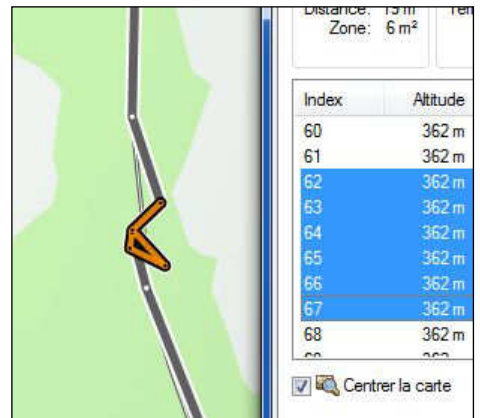 Distance: 15 m
Zone: 6 m²
Index Altitude
60 362 m
61 362 m
62 362 m
63 362 m
64 362 m
65 362 m
66 362 m
67 362 m
68 362 m
Centrer la carte